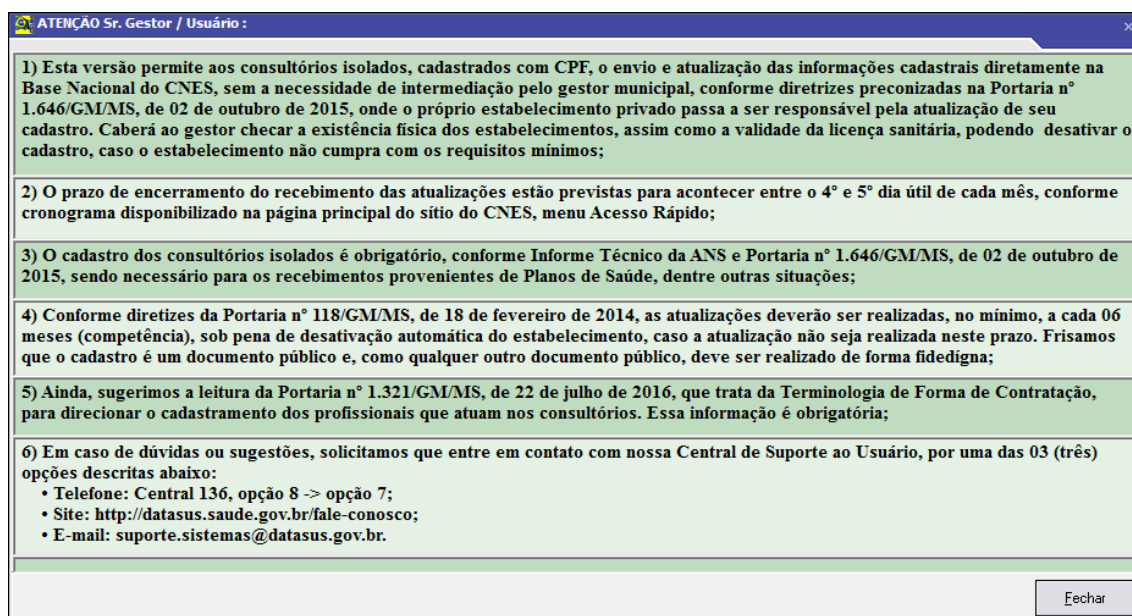 ATENÇÃO Sr. Gestor / Usuário :
1) Esta versão permite aos consultórios isolados, cadastrados com CPF, o envio e atualização das informações cadastrais diretamente na
Base Nacional do CNES, sem a necessidade de intermediação pelo gestor municipal, conforme diretrizes preconizadas na Portaria nº
1.646/GM/MS, de 02 de outubro de 2015, onde o próprio estabelecimento privado passa a ser responsável pela atualização de seu
cadastro. Caberá ao gestor checar a existência física dos estabelecimentos, assim como a validade da licença sanitária, podendo desativar o
cadastro, caso o estabelecimento não cumpra com os requisitos mínimos;
2) O prazo de encerramento do recebimento das atualizações estão previstas para acontecer entre o 4º e 5º dia útil de cada mês, conforme
cronograma disponibilizado na página principal do sítio do CNES, menu Acesso Rápido;
3) O cadastro dos consultórios isolados é obrigatório, conforme Informe Técnico da ANS e Portaria nº 1.646/GM/MS, de 02 de outubro de
2015, sendo necessário para os recebimentos provenientes de Planos de Saúde, dentre outras situações;
4) Conforme diretizes da Portaria nº 118/GM/MS, de 18 de fevereiro de 2014, as atualizações deverão ser realizadas, no mínimo, a cada 06
meses (competência), sob pena de desativação automática do estabelecimento, caso a atualização não seja realizada neste prazo. Frisamos
que o cadastro é um documento público e, como qualquer outro documento público, deve ser realizado de forma fidedígna;
5) Ainda, sugerimos a leitura da Portaria nº 1.321/GM/MS, de 22 de julho de 2016, que trata da Terminologia de Forma de Contratação,
para direcionar o cadastramento dos profissionais que atuam nos consultórios. Essa informação é obrigatória;
6) Em caso de dúvidas ou sugestões, solicitamos que entre em contato com nossa Central de Suporte ao Usuário, por uma das 03 (três)
opções descritas abaixo:
• Telefone: Central 136, opção 8 -> opção 7;
• Site: http://datasus.saude.gov.br/fale-conosco;
• E-mail: suporte.sistemas@datasus.gov.br.
Fechar